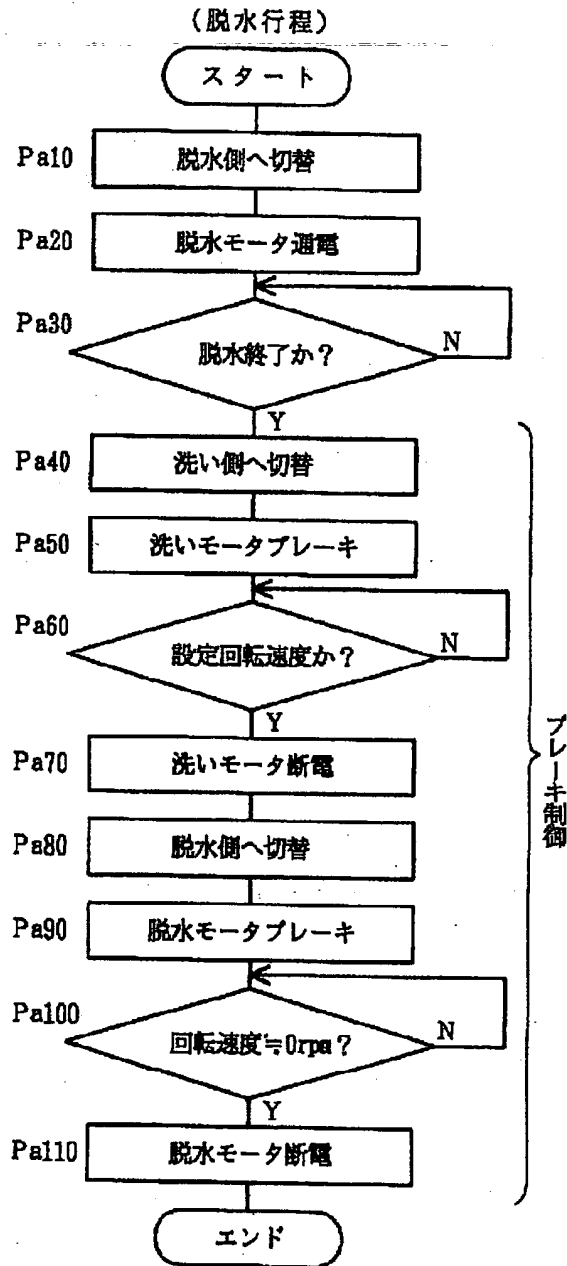 (脱水行程)
スタート
Pa10
脱水側へ切替
Pa20
脱水モータ通電
Pa30
脱水終了か?
N
Y
Pa40
洗い側へ切替
Pa50
洗いモータブレーキ
Pa60
設定回転速度か?
N
Y
Pa70
洗いモータ断電
Pa80
脱水側へ切替
Pa90
脱水モータブレーキ
Pa100
回転速度≒0rpm?
N
Y
Pa110
脱水モータ断電
エンド
ブレーキ制御